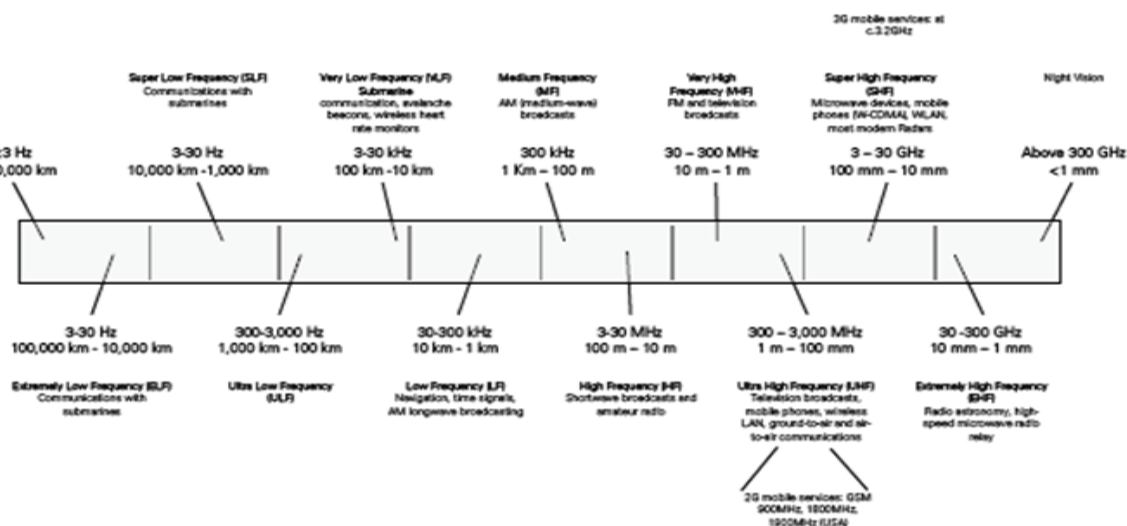 3G mobile services: at
c.3.2GHz
Super Low Frequency (SLF)
Communications with
submarines
Very Low Frequency (VLF)
Submarine
communication, avalanche
beacons, wireless heart
rate monitors
Medium Frequency
(MF)
AM (medium-wave)
broadcasts
Very High
Frequency (VHF)
FM and television
broadcasts
Super High Frequency
(SHF)
Microwave devices, mobile
phones (W-CDMA), WLAN,
most modern Radars
Night Vision
3 Hz
0,000 km
3-30 Hz
10,000 km -1,000 km
3-30 kHz
100 km -10 km
300 kHz
1 Km – 100 m
30 – 300 MHz
10 m – 1 m
3 – 30 GHz
100 mm – 10 mm
Above 300 GHz
<1 mm
3-30 Hz
100,000 km - 10,000 km
300-3,000 Hz
1,000 km - 100 km
30-300 kHz
10 km - 1 km
3-30 MHz
100 m – 10 m
300 – 3,000 MHz
1 m – 100 mm
30 -300 GHz
10 mm – 1 mm
Extremely Low Frequency (ELF)
Communications with
submarines
Ultra Low Frequency
(ULF)
Low Frequency (LF)
Navigation, time signals,
AM longwave broadcasting
High Frequency (HF)
Shortwave broadcasts and
amateur radio
Ultra High Frequency (UHF)
Television broadcasts,
mobile phones, wireless
LAN, ground-to-air and air-
to-air communications
Extremely High Frequency
(EHF)
Radio astronomy, high-
speed microwave radio
relay
2G mobile services: GSM
900MHz, 1800MHz,
1900MHz (USA)